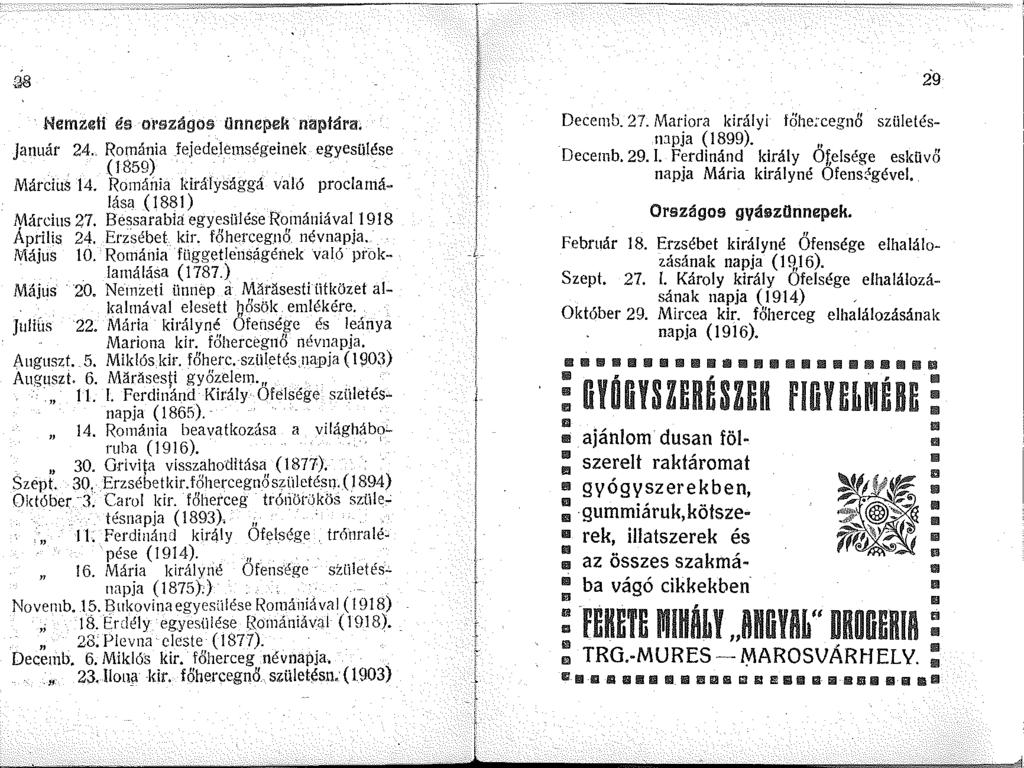 28
Nemzeti és országos ünnepek naptára.
Január 24. Románia fejedelemségeinek egyesülése
(1859)
Március 14. Románia királysággá való proclamá-
lása (1881)
Március 27. Bessarabia egyesülése Romániával 1918
Április 24. Erzsébet kir. főhercegnő névnapja.
Május 10. Románia függetlenságének való prok-
lamálása (1787.)
Május 20. Nemzeti ünnep a Mărăsesti ütközet al-
kalmával elesett hősök emlékére.
Julius 22. Mária királyné Őfensége és leánya
Mariona kir. főhercegnő névnapja.
Auguszt. 5. Miklós kir. főherc. születés napja (1903)
Auguszt. 6. Mărăsești győzelem.
„ 11. I. Ferdinánd Király Őfelsége születés-
napja (1865).
„ 14. Románia beavatkozása a világhábo-
ruba (1916).
„ 30. Grivița visszahoditása (1877).
Szept. 30. Erzsébet kir. főhercegnő születésn. (1894)
Október 3. Carol kir. főherceg trónörökös szüle-
tésnapja (1893).
„ 11. Ferdinánd király Őfelsége trónralé-
pése (1914).
„ 16. Mária királyné Őfensége születés-
napja (1875).)
Novemb. 15. Bukovina egyesülése Romániával (1918)
„ 18. Erdély egyesülése Romániával (1918).
„ 28. Plevna eleste (1877).
Decemb. 6. Miklós kir. főherceg névnapja.
„ 23. Ilona kir. főhercegnő születésn. (1903)
29
Decemb. 27. Mariora királyi főhercegnő születés-
napja (1899).
Decemb. 29. I. Ferdinánd király Őfelsége esküvő
napja Mária királyné Őfenségével.
Országos gyászünnepek.
Február 18. Erzsébet királyné Őfensége elhalálo-
zásának napja (1916).
Szept. 27. I. Károly király Őfelsége elhalálozá-
sának napja (1914)
Október 29. Mircea kir. főherceg elhalálozásának
napja (1916).
GYÓGYSZERÉSZEK FIGYELMÉBE
ajánlom dusan föl-
szerelt raktáromat
gyógyszerekben,
gummiáruk,kötsze-
rek, illatszerek és
az összes szakmá-
ba vágó cikkekben
FEKETE MIHÁLY „ANGYAL" DROGERIA
TRG.-MURES — MAROSVÁRHELY.